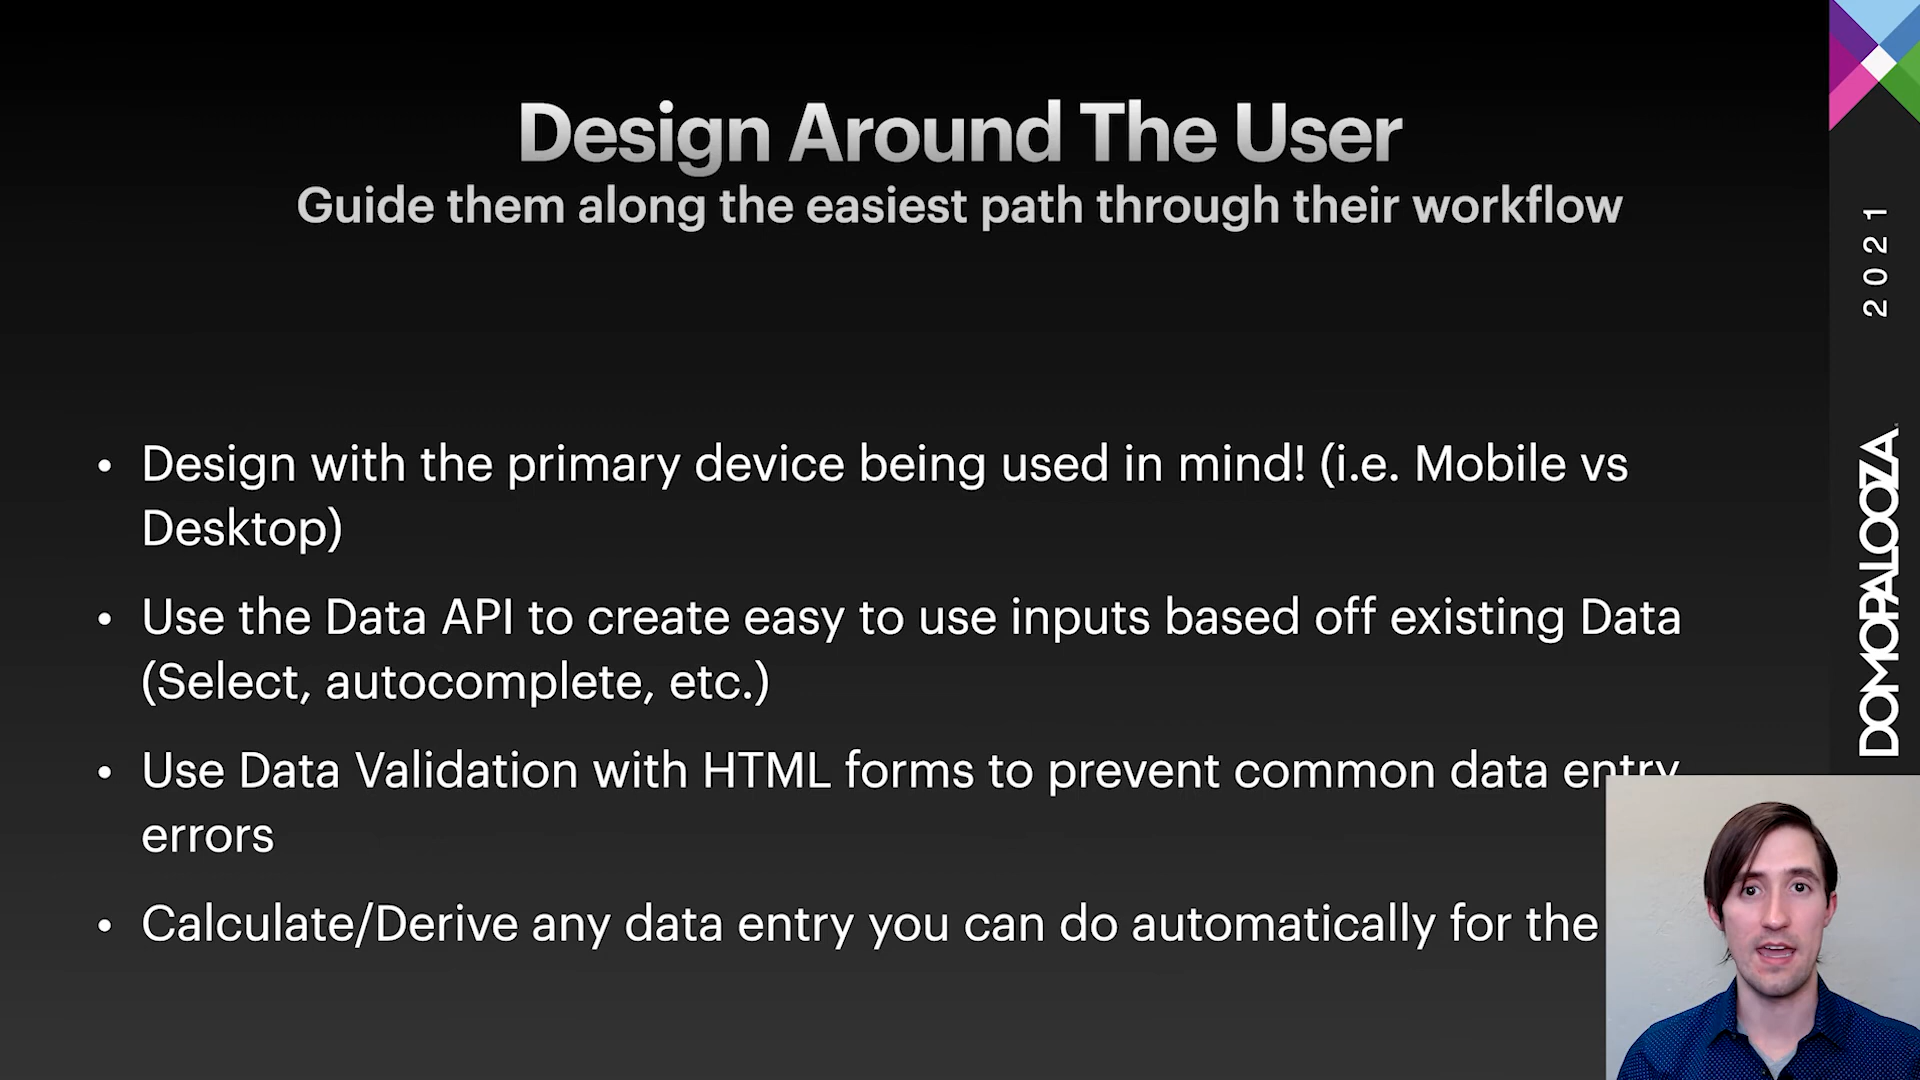 Design Around The User
Guide them along the easiest path through their workflow
• Design with the primary device being used in mind! (i.e. Mobile vs
Desktop)
• Use the Data API to create easy to use inputs based off existing Data
(Select, autocomplete, etc.)
• Use Data Validation with HTML forms to prevent common data entry
errors
• Calculate/Derive any data entry you can do automatically for the
2021
DOMOPALOOZA